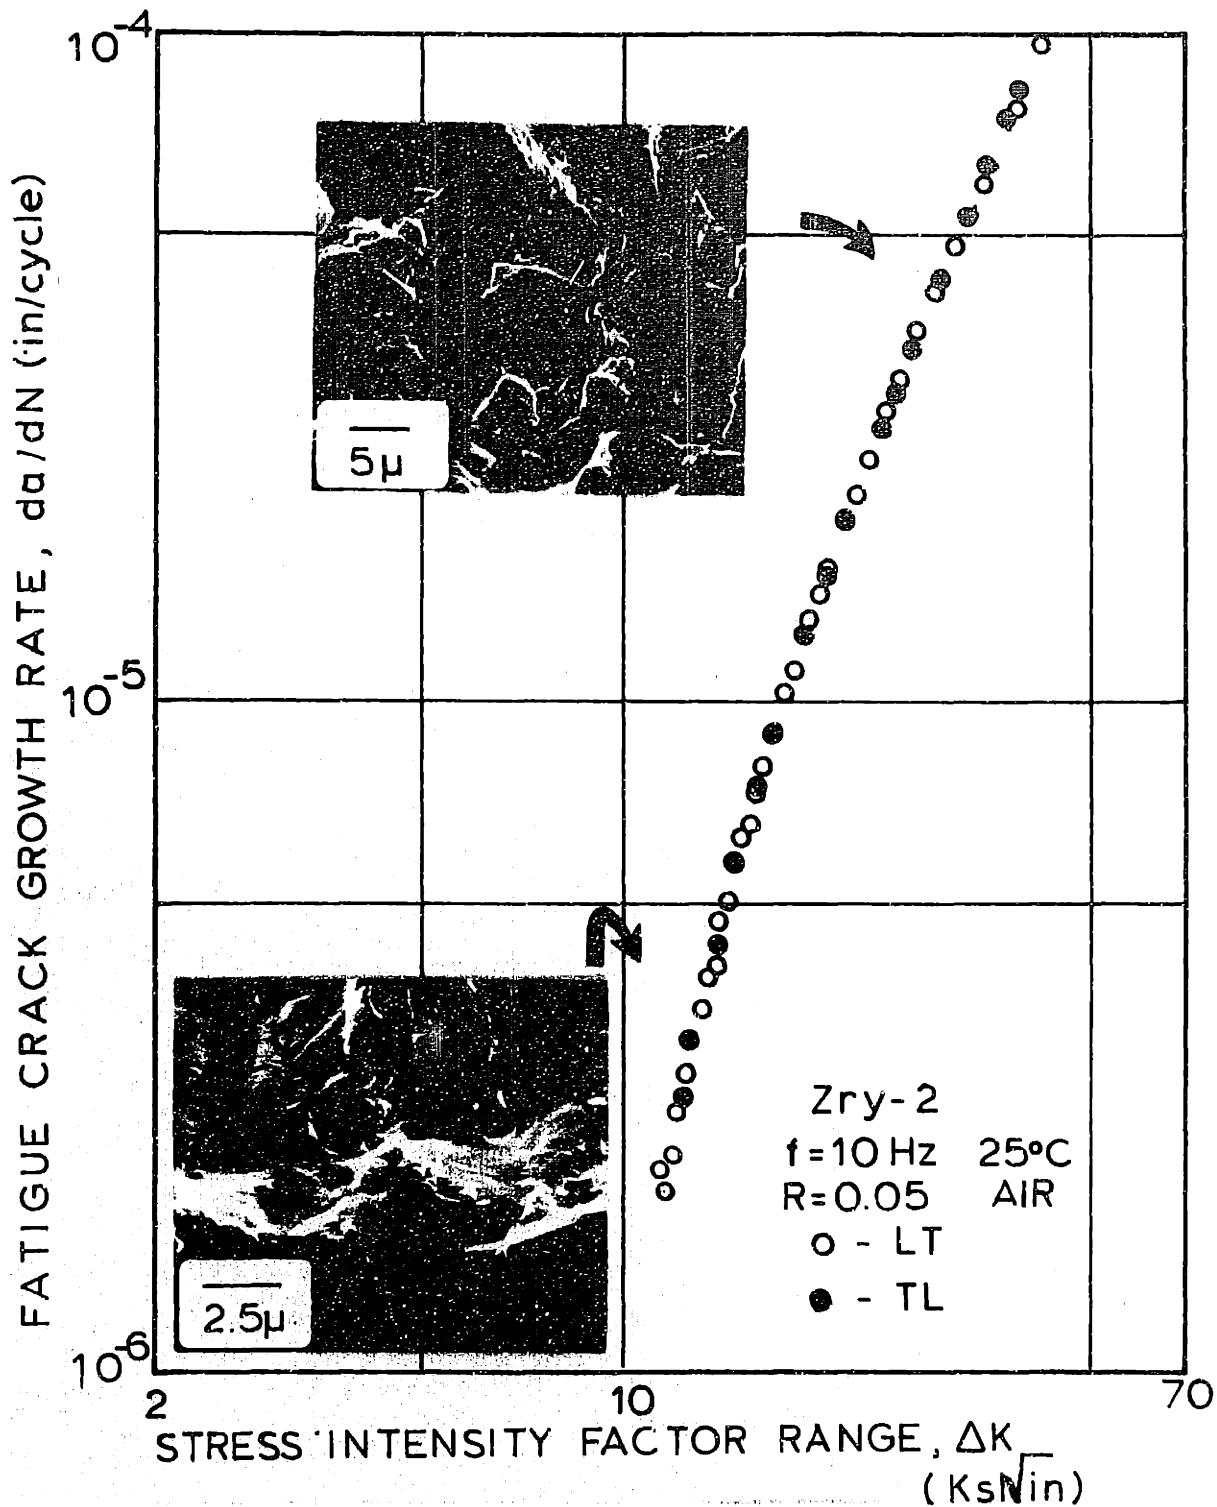 10-4
FATIGUE CRACK GROWTH RATE, da/dN (in/cycle)
5μ
10-5
2.5μ
Zry-2
f=10 Hz 25°C
R=0.05 AIR
O - LT
● - TL
10-6
2 10 70
STRESS INTENSITY FACTOR RANGE, ΔK
(Ksi√in)